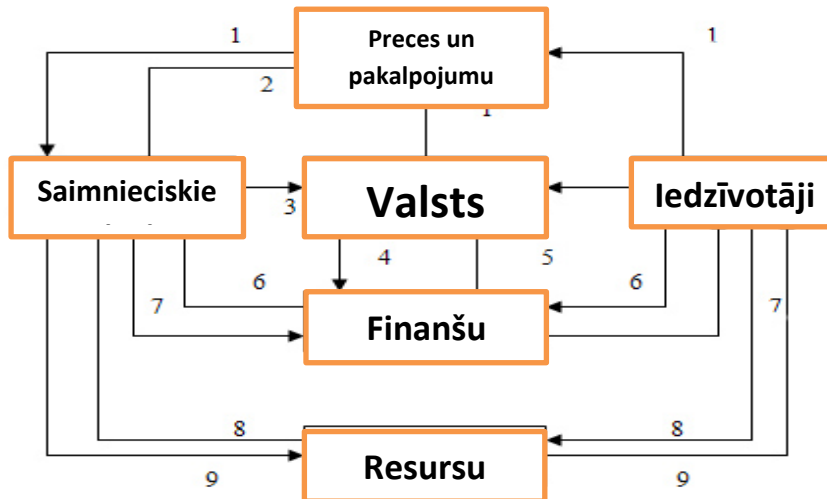 1
Preces un
pakalpojumu
1
2
1
Saimnieciskie
3
Valsts
Iedzīvotāji
4
5
6
6
7
Finanšu
7
8
8
9
Resursu
9